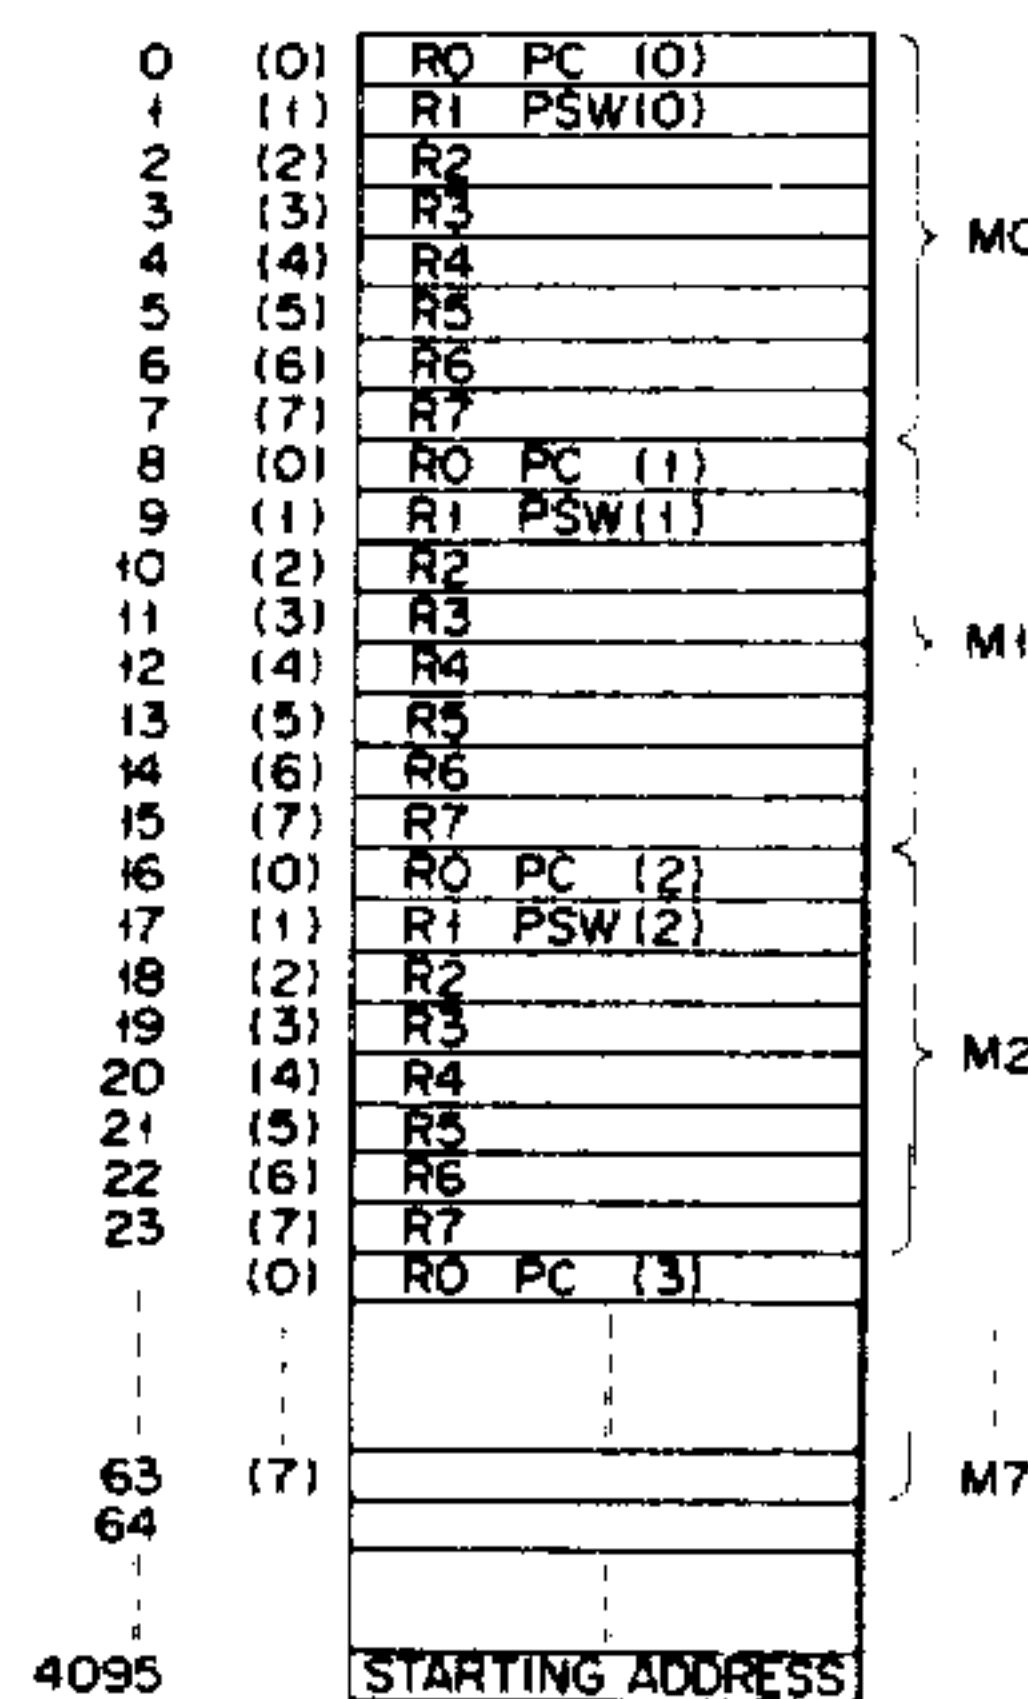 0 (0) R0 PC (0)
1 (1) R1 PSW(0)
2 (2) R2
3 (3) R3
4 (4) R4 M0
5 (5) R5
6 (6) R6
7 (7) R7
8 (0) R0 PC (1)
9 (1) R1 PSW(1)
10 (2) R2
11 (3) R3
12 (4) R4 M1
13 (5) R5
14 (6) R6
15 (7) R7
16 (0) R0 PC (2)
17 (1) R1 PSW(2)
18 (2) R2
19 (3) R3
20 (4) R4 M2
21 (5) R5
22 (6) R6
23 (7) R7
(0) R0 PC (3)
63 (7) M7
64
4095 STARTING ADDRESS